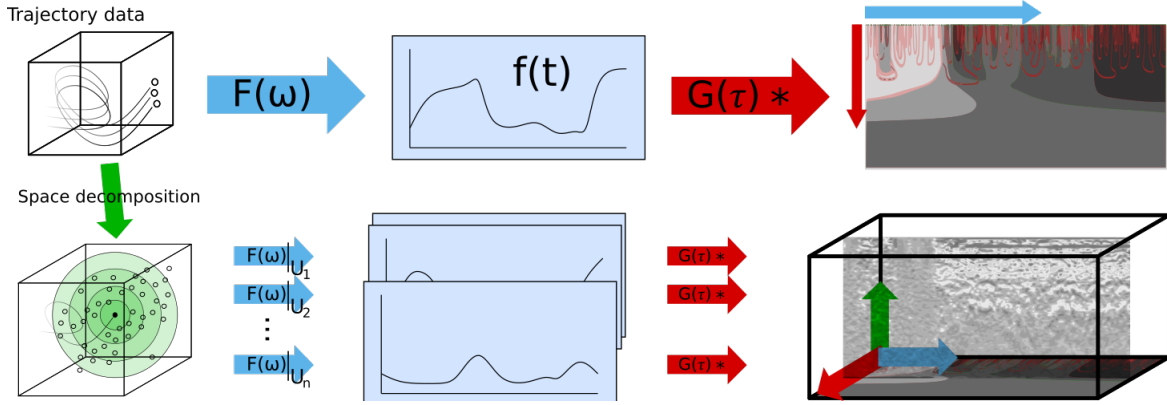 Trajectory data
F(ω)
f(t)
G(τ) *
Space decomposition
F(ω)|U₁
G(τ) *
F(ω)|U₂
G(τ) *
⋮
F(ω)|Uₙ
G(τ) *